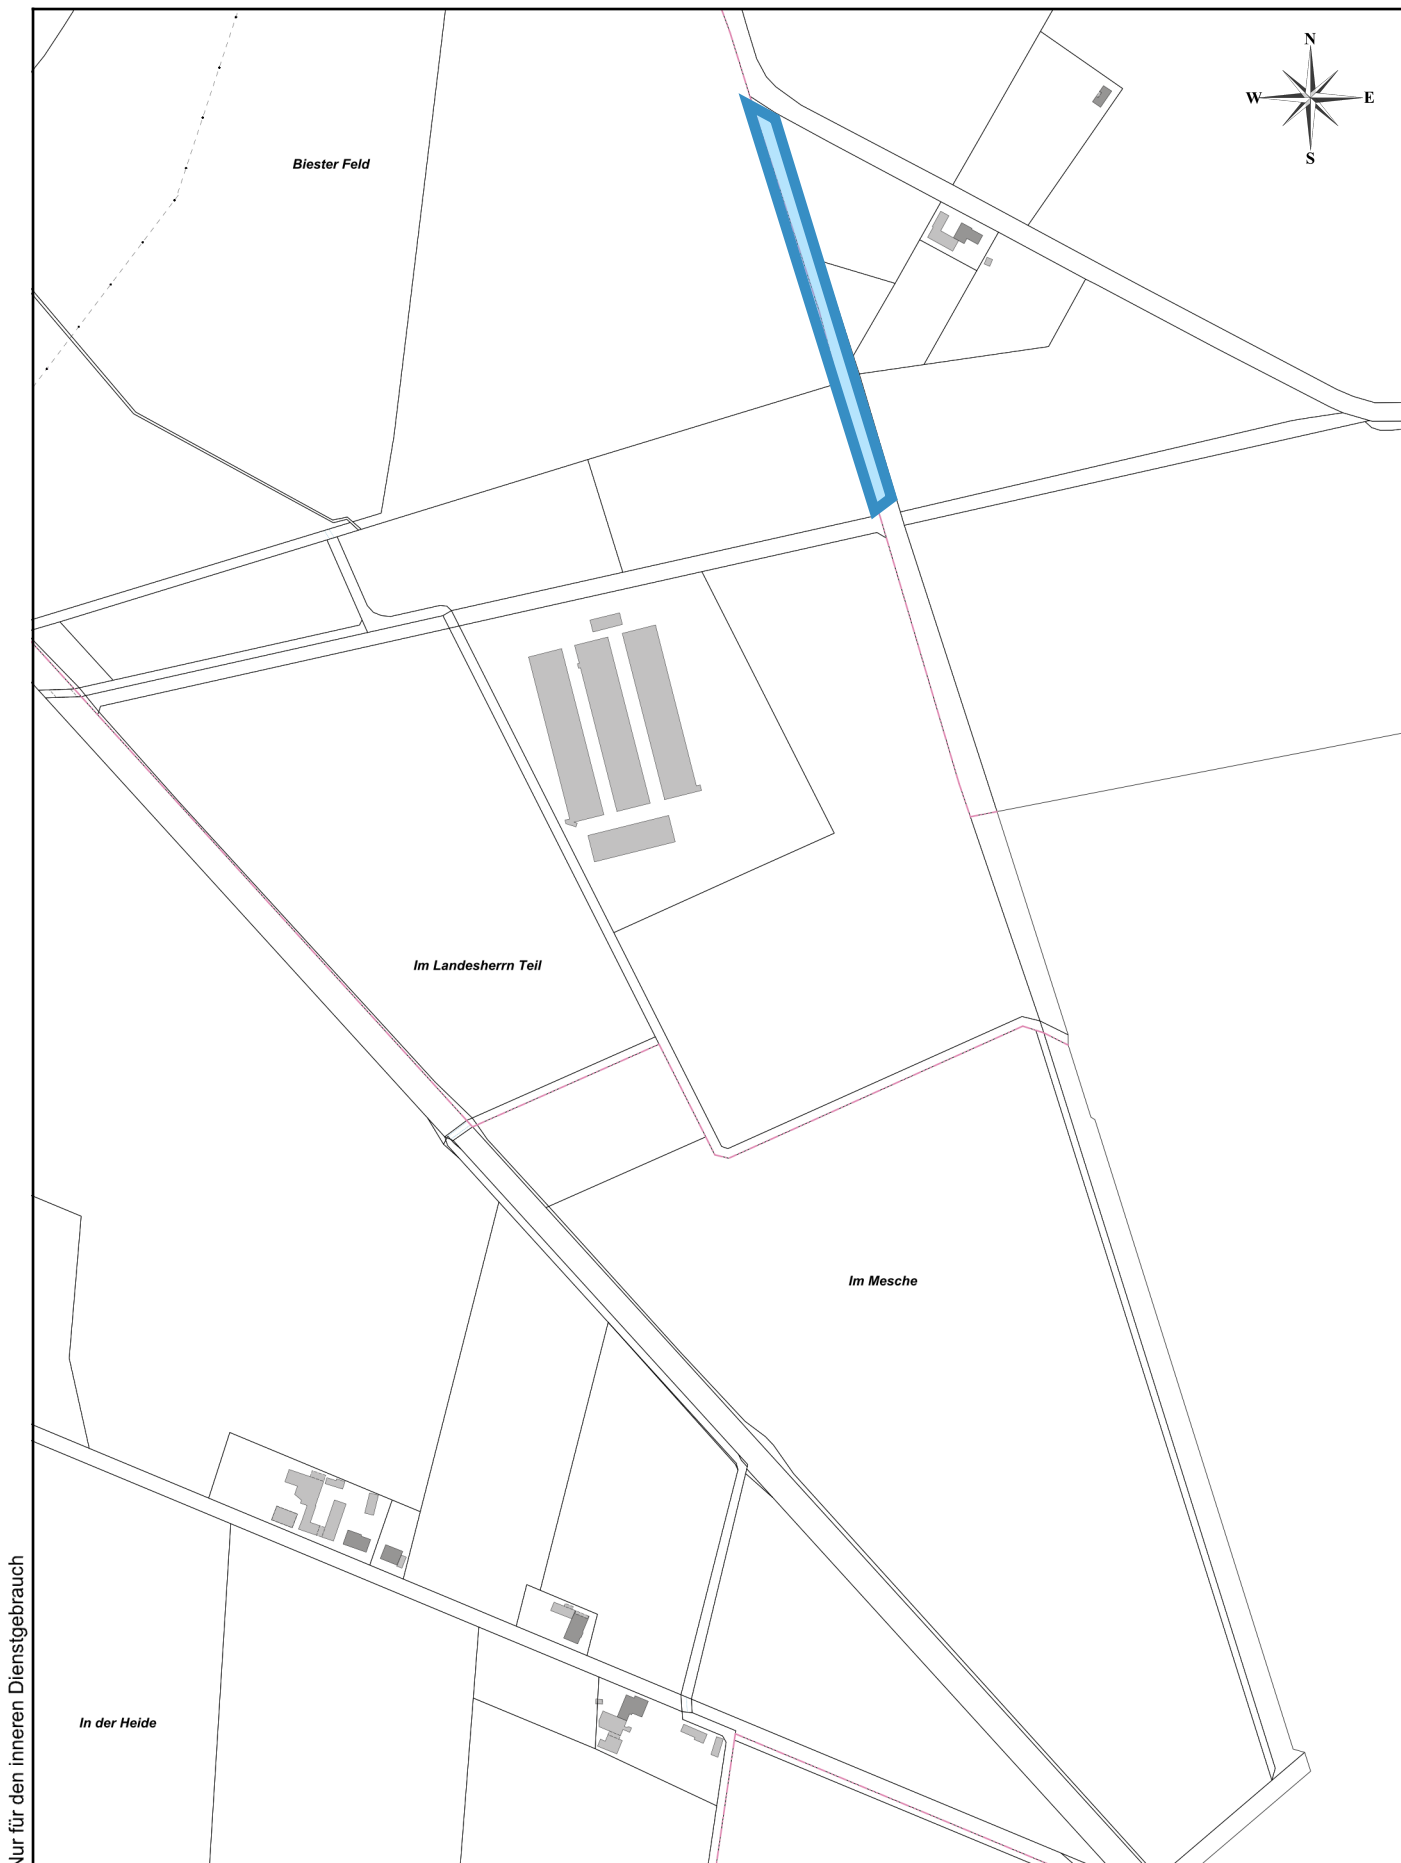 N
W E
S
Biester Feld
Im Landesherrn Teil
Im Mesche
In der Heide
Nur für den inneren Dienstgebrauch